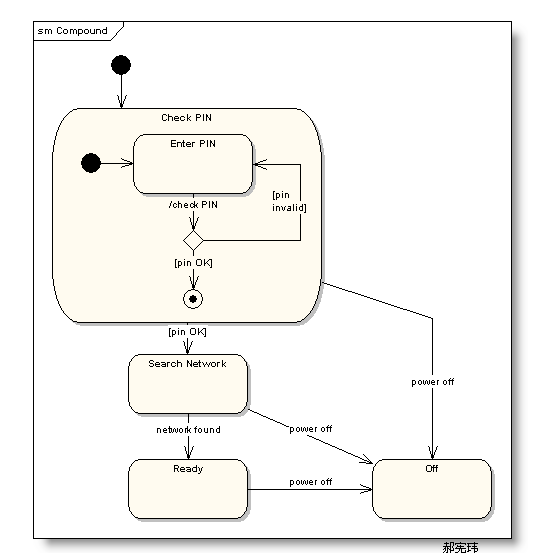 sm Compound
Check PIN
Enter PIN
/check PIN
[pin
invalid]
[pin OK]
[pin OK]
Search Network
power off
network found
power off
Ready
power off
Off
郝宪玮